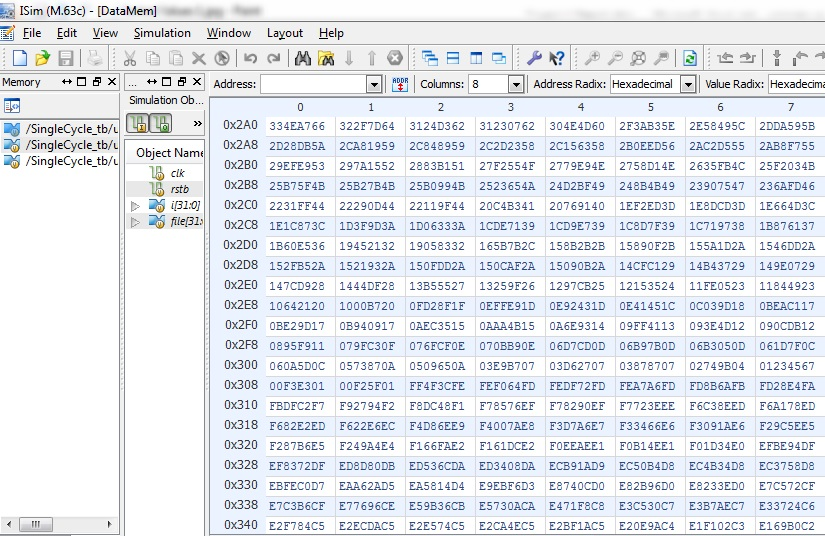 ISim (M.63c) - [DataMem]
File Edit View Simulation Window Layout Help
Memory
Address: Columns: 8 Address Radix: Hexadecimal Value Radix: Hexadecima
Simulation Ob...
Object Name
/SingleCycle_tb/u
/SingleCycle_tb/u
/SingleCycle_tb/u
clk
rstb
i[31:0]
file[31:
0 1 2 3 4 5 6 7
0x2A0 334EA766 322F7D64 3124D362 31230762 304E4D60 2F3AB35E 2E58495C 2DDA595B
0x2A8 2D28DB5A 2CA81959 2C848959 2C2D2358 2C156358 2B0EED56 2AC2D555 2AB8F755
0x2B0 29EFE953 297A1552 2883B151 27F2554F 2779E94E 2758D14E 2635FB4C 25F2034B
0x2B8 25B75F4B 25B27B4B 25B0994B 2523654A 24D2BF49 248B4B49 23907547 236AFD46
0x2C0 2231FF44 22290D44 22119F44 20C4B341 20769140 1EF2ED3D 1E8DCD3D 1E664D3C
0x2C8 1E1C873C 1D3F9D3A 1D06333A 1CDE7139 1CD9E739 1C8D7F39 1C719738 1B876137
0x2D0 1B60E536 19452132 19058332 165B7B2C 158B2B2B 15890F2B 155A1D2A 1546DD2A
0x2D8 152FB52A 1521932A 150FDD2A 150CAF2A 15090B2A 14CFC129 14B43729 149E0729
0x2E0 147CD928 1444DF28 13B55527 13259F26 1297CB25 12153524 11FE0523 11844923
0x2E8 10642120 1000B720 0FD28F1F 0EFFE91D 0E92431D 0E41451C 0C039D18 0BEAC117
0x2F0 0BE29D17 0B940917 0AEC3515 0AAA4B15 0A6E9314 09FF4113 093E4D12 090CDB12
0x2F8 0895F911 079FC30F 076FCF0E 070BB90E 06D7CD0D 06B97B0D 06B3050D 061D7F0C
0x300 060A5D0C 0573870A 0509650A 03E9B707 03D62707 03878707 02749B04 01234567
0x308 00F3E301 00F25F01 FF4F3CFE FEF064FD FEDF72FD FEA7A6FD FD8B6AFB FD28E4FA
0x310 FBDFC2F7 F92794F2 F8DC48F1 F78576EF F78290EF F7723EEE F6C38EED F6A178ED
0x318 F682E2ED F622E6EC F4D86EE9 F4007AE8 F3D7A6E7 F33466E6 F3091AE6 F29C5EE5
0x320 F287B6E5 F249A4E4 F166FAE2 F161DCE2 F0EEAEE1 F0B14EE1 F01D34E0 EFBE94DF
0x328 EF8372DF ED8D80DB ED536CDA ED3408DA ECB91AD9 EC50B4D8 EC4B34D8 EC3758D8
0x330 EBFEC0D7 EAA62AD5 EA5814D4 E9EBF6D3 E8740CD0 E82B96D0 E8233ED0 E7C572CF
0x338 E7C3B6CF E77696CE E59B36CB E5730ACA E471F8C8 E3C530C7 E3B7AEC7 E33724C6
0x340 E2F784C5 E2ECDAC5 E2E574C5 E2CA4EC5 E2BF1AC5 E20E9AC4 E1F102C3 E169B0C2